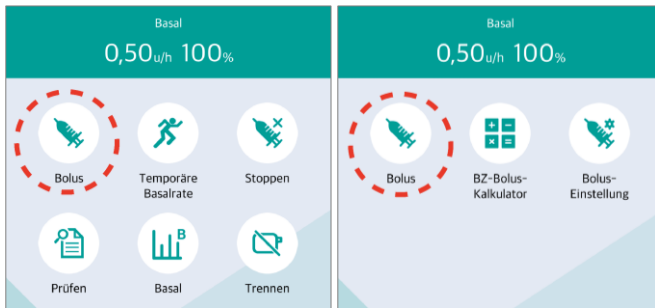 Basal
0,50u/h 100%
Bolus
Temporäre
Basalrate
Stoppen
B
Prüfen
Basal
Trennen
Basal
0,50u/h 100%
Bolus
BZ-Bolus-
Kalkulator
Bolus-
Einstellung